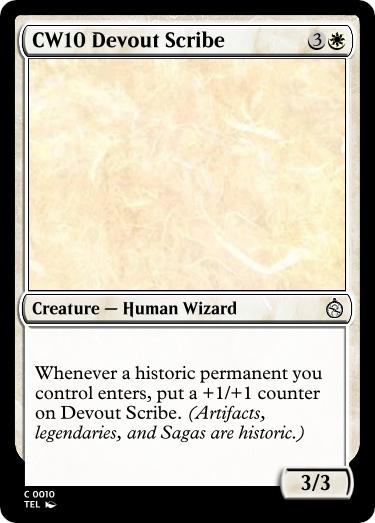 CW10 Devout Scribe 3
Creature — Human Wizard
Whenever a historic permanent you
control enters, put a +1/+1 counter
on Devout Scribe. (Artifacts,
legendaries, and Sagas are historic.)
3/3
C 0010
TEL